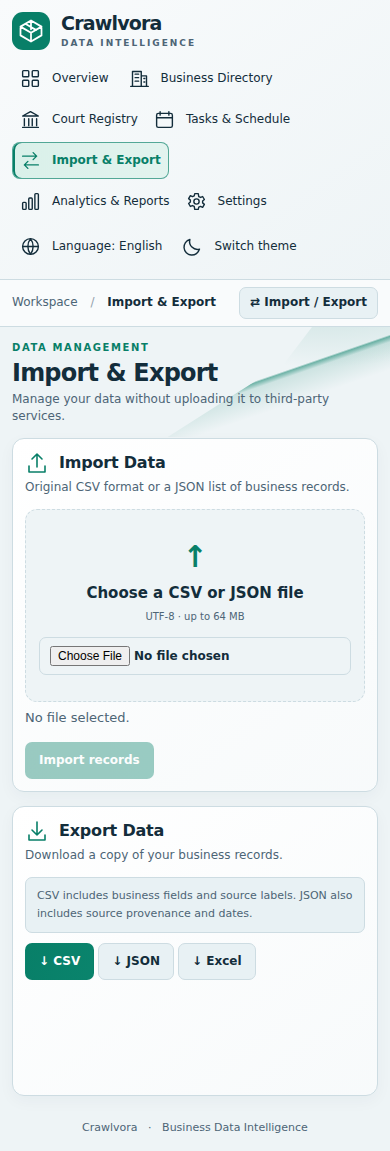 Crawlvora
DATA INTELLIGENCE
Overview Business Directory
Court Registry Tasks & Schedule
Import & Export
Analytics & Reports Settings
Language: English Switch theme
Workspace / Import & Export ⇄ Import / Export
DATA MANAGEMENT
Import & Export
Manage your data without uploading it to third-party
services.
Import Data
Original CSV format or a JSON list of business records.
↑
Choose a CSV or JSON file
UTF-8 · up to 64 MB
Choose File No file chosen
No file selected.
Import records
Export Data
Download a copy of your business records.
CSV includes business fields and source labels. JSON also
includes source provenance and dates.
↓ CSV ↓ JSON ↓ Excel
Crawlvora · Business Data Intelligence